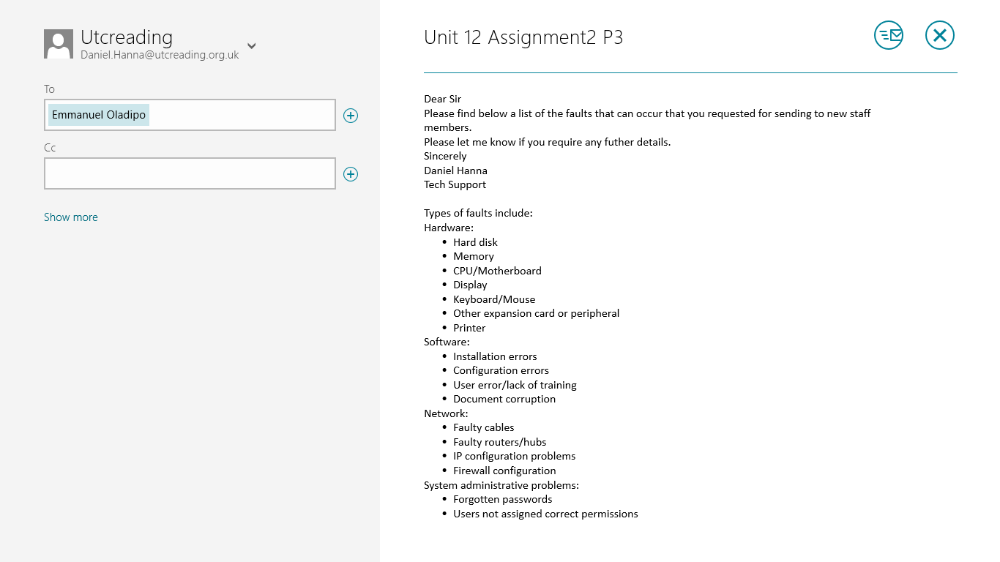 Utcreading
Daniel.Hanna@utcreading.org.uk
To
Emmanuel Oladipo
Cc
Show more
Unit 12 Assignment2 P3
Dear Sir
Please find below a list of the faults that can occur that you requested for sending to new staff
members.
Please let me know if you require any futher details.
Sincerely
Daniel Hanna
Tech Support
Types of faults include:
Hardware:
• Hard disk
• Memory
• CPU/Motherboard
• Display
• Keyboard/Mouse
• Other expansion card or peripheral
• Printer
Software:
• Installation errors
• Configuration errors
• User error/lack of training
• Document corruption
Network:
• Faulty cables
• Faulty routers/hubs
• IP configuration problems
• Firewall configuration
System administrative problems:
• Forgotten passwords
• Users not assigned correct permissions